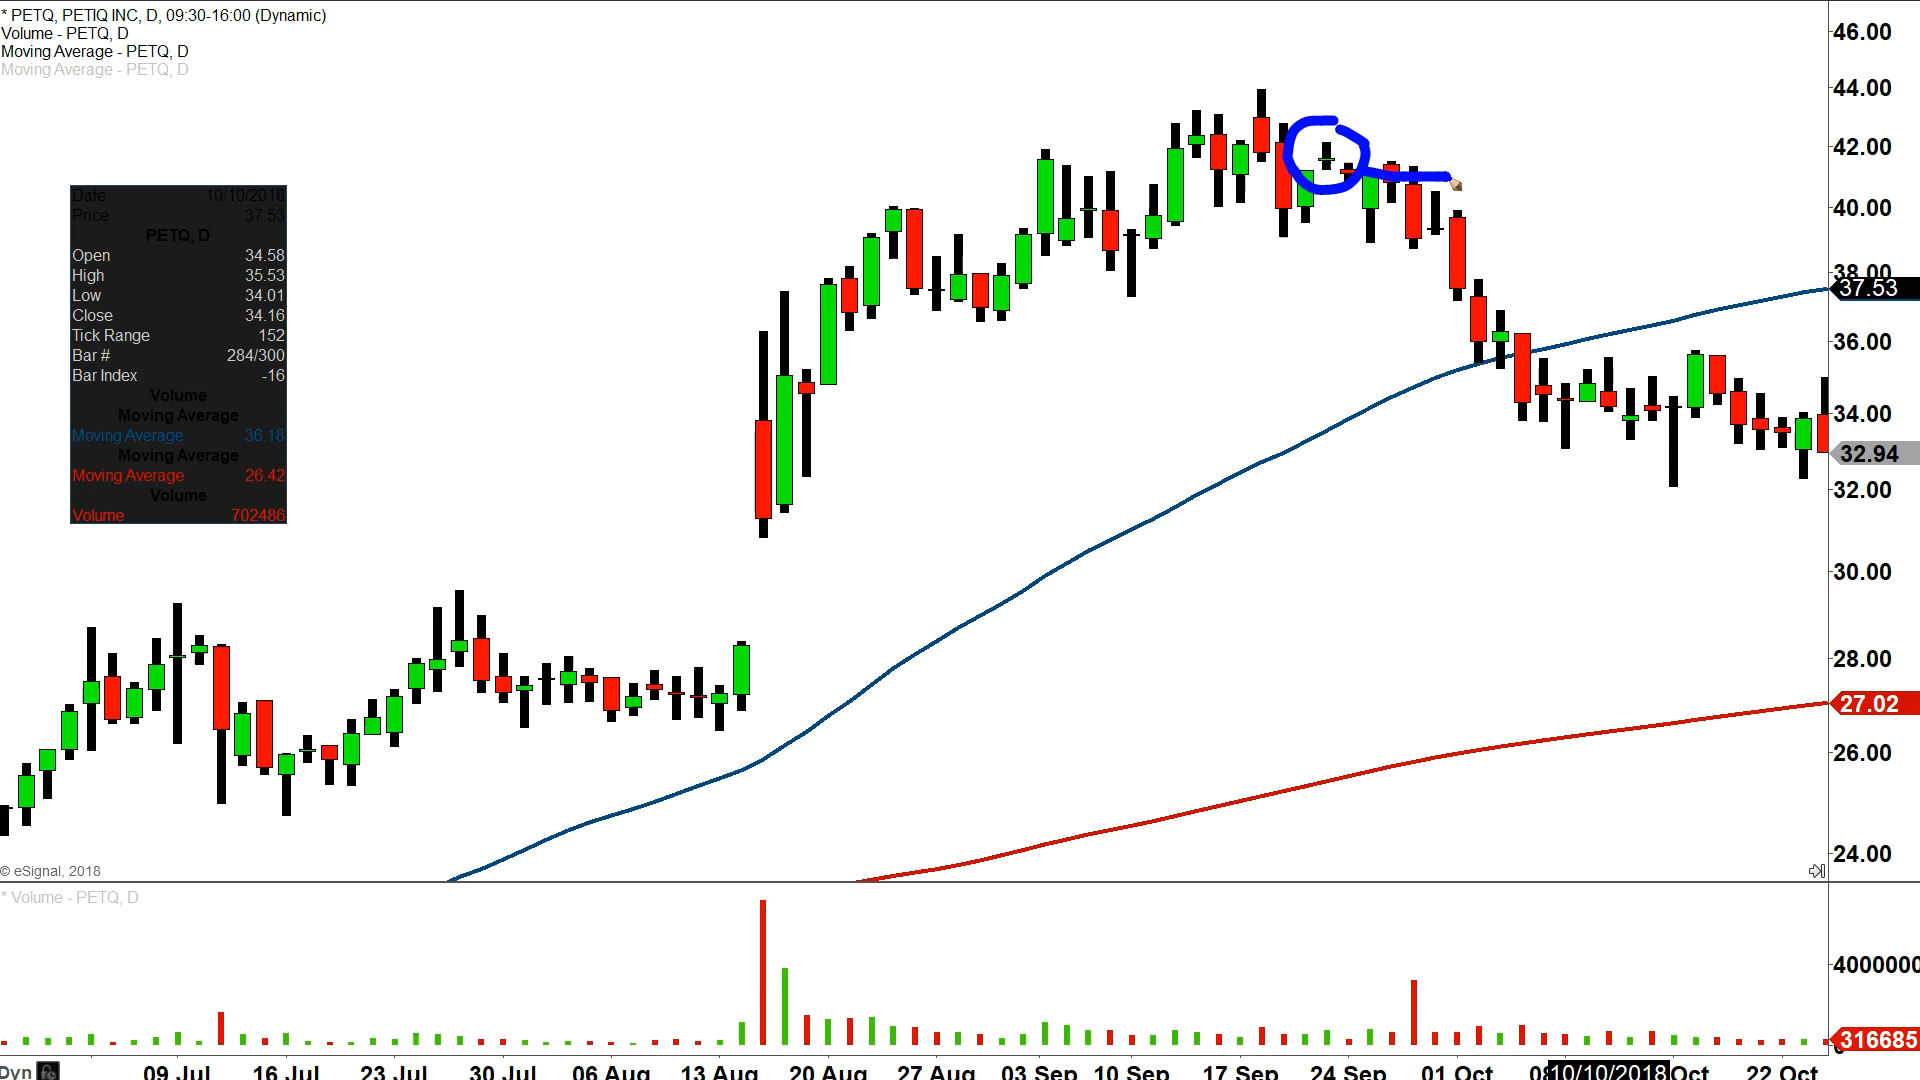 * PETQ, PETIQ INC, D, 09:30-16:00 (Dynamic)
Volume - PETQ, D
Moving Average - PETQ, D
Moving Average - PETQ, D
46.00
44.00
42.00
40.00
38.00
37.53
36.00
34.00
32.94
32.00
30.00
28.00
27.02
26.00
24.00
Date 10/10/2018
Price 37.53
PETQ, D
Open 34.58
High 35.53
Low 34.01
Close 34.16
Tick Range 152
Bar # 284/300
Bar Index -16
Volume
Moving Average
Moving Average 36.18
Moving Average
Moving Average 26.42
Volume
Volume 702486
© eSignal, 2018
* Volume - PETQ, D
4000000
316685
Dyn 09 Jul 16 Jul 23 Jul 30 Jul 06 Aug 13 Aug 20 Aug 27 Aug 03 Sep 10 Sep 17 Sep 24 Sep 01 Oct 08 10/10/2018 Oct 22 Oct